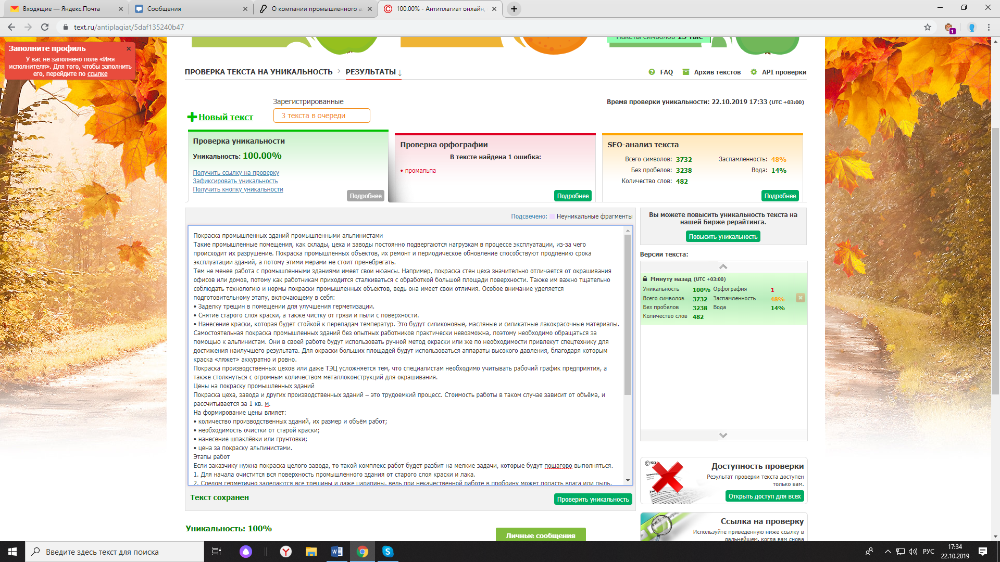 Входящие — Яндекс.Почта
Сообщения
О компании промышленного а
100.00% - Антиплагиат онлайн,
text.ru/antiplagiat/5daf135240b47
1
Заполните профиль
У вас не заполнено поле «Имя
исполнителя». Для того, чтобы заполнить
его, перейдите по ссылке
Пакеты символов 15 тыс
ПРОВЕРКА ТЕКСТА НА УНИКАЛЬНОСТЬ > РЕЗУЛЬТАТЫ ↓
FAQ
Архив текстов
API проверки
Новый текст
Зарегистрированные
3 текста в очереди
Время проверки уникальности: 22.10.2019 17:33 (UTC +03:00)
Проверка уникальности
Уникальность: 100.00%
Получить ссылку на проверку
Зафиксировать уникальность
Получить кнопку уникальности
Подробнее
Проверка орфографии
В тексте найдена 1 ошибка:
• промальпа
Подробнее
SEO-анализ текста
Всего символов: 3732 Заспамленность: 48%
Без пробелов: 3238 Вода: 14%
Количество слов: 482
Подробнее
Подсвечено: Неуникальные фрагменты
Покраска промышленных зданий промышленными альпинистами
Такие промышленные помещения, как склады, цеха и заводы постоянно подвергаются нагрузкам в процессе эксплуатации, из-за чего
происходит их разрушение. Покраска промышленных объектов, их ремонт и периодическое обновление способствуют продлению срока
эксплуатации зданий, а потому этими мерами не стоит пренебрегать.
Тем не менее работа с промышленными зданиями имеет свои нюансы. Например, покраска стен цеха значительно отличается от окрашивания
офисов или домов, потому как работникам приходится сталкиваться с обработкой большой площади поверхности. Также им важно тщательно
соблюдать технологию и нормы покраски промышленных объектов, ведь она имеет свои отличия. Особое внимание уделяется
подготовительному этапу, включающему в себя:
• Заделку трещин в помещении для улучшения герметизации.
• Снятие старого слоя краски, а также чистку от грязи и пыли с поверхности.
• Нанесение краски, которая будет стойкой к перепадам температур. Это будут силиконовые, масляные и силикатные лакокрасочные материалы.
Самостоятельная покраска промышленных зданий без опытных работников практически невозможна, поэтому необходимо обращаться за
помощью к альпинистам. Они в своей работе будут использовать ручной метод окраски или же по необходимости привлекут спецтехнику для
достижения наилучшего результата. Для окраски больших площадей будут использоваться аппараты высокого давления, благодаря которым
краска «ляжет» аккуратно и ровно.
Покраска производственных цехов или даже ТЭЦ усложняется тем, что специалистам необходимо учитывать рабочий график предприятия, а
также столкнуться с огромным количеством металлоконструкций для окрашивания.
Цены на покраску промышленных зданий
Покраска цеха, завода и других производственных зданий – это трудоемкий процесс. Стоимость работы в таком случае зависит от объёма, и
рассчитывается за 1 кв. м.
На формирование цены влияет:
• количество производственных зданий, их размер и объём работ;
• необходимость очистки от старой краски;
• нанесение шпаклёвки или грунтовки;
• цена за покраску альпинистами.
Этапы работ
Если заказчику нужна покраска целого завода, то такой комплекс работ будет разбит на мелкие задачи, которые будут пошагово выполняться.
1. Для начала очистится вся поверхность промышленного здания от старого слоя краски и лака.
2. Следом герметично заделаются все трещины и даже царапины, ведь при некачественной работе в пробоину может попасть влага или пыль.
Текст сохранен
Проверить уникальность
Уникальность: 100%
Личные сообщения
Вы можете повысить уникальность текста на
нашей Бирже рерайтинга.
Повысить уникальность
Версии текста:
Минуту назад (UTC +03:00)
Уникальность 100% Орфография 1
Всего символов 3732 Заспамленность 48%
Без пробелов 3238 Вода 14%
Количество слов 482
Доступность проверки
Результат проверки текста доступен
только вам.
Открыть доступ для всех
Ссылка на проверку
Используйте приведенную ниже ссылку в
дальнейшем, когда вам снова
Введите здесь текст для поиска
РУС
17:34
22.10.2019